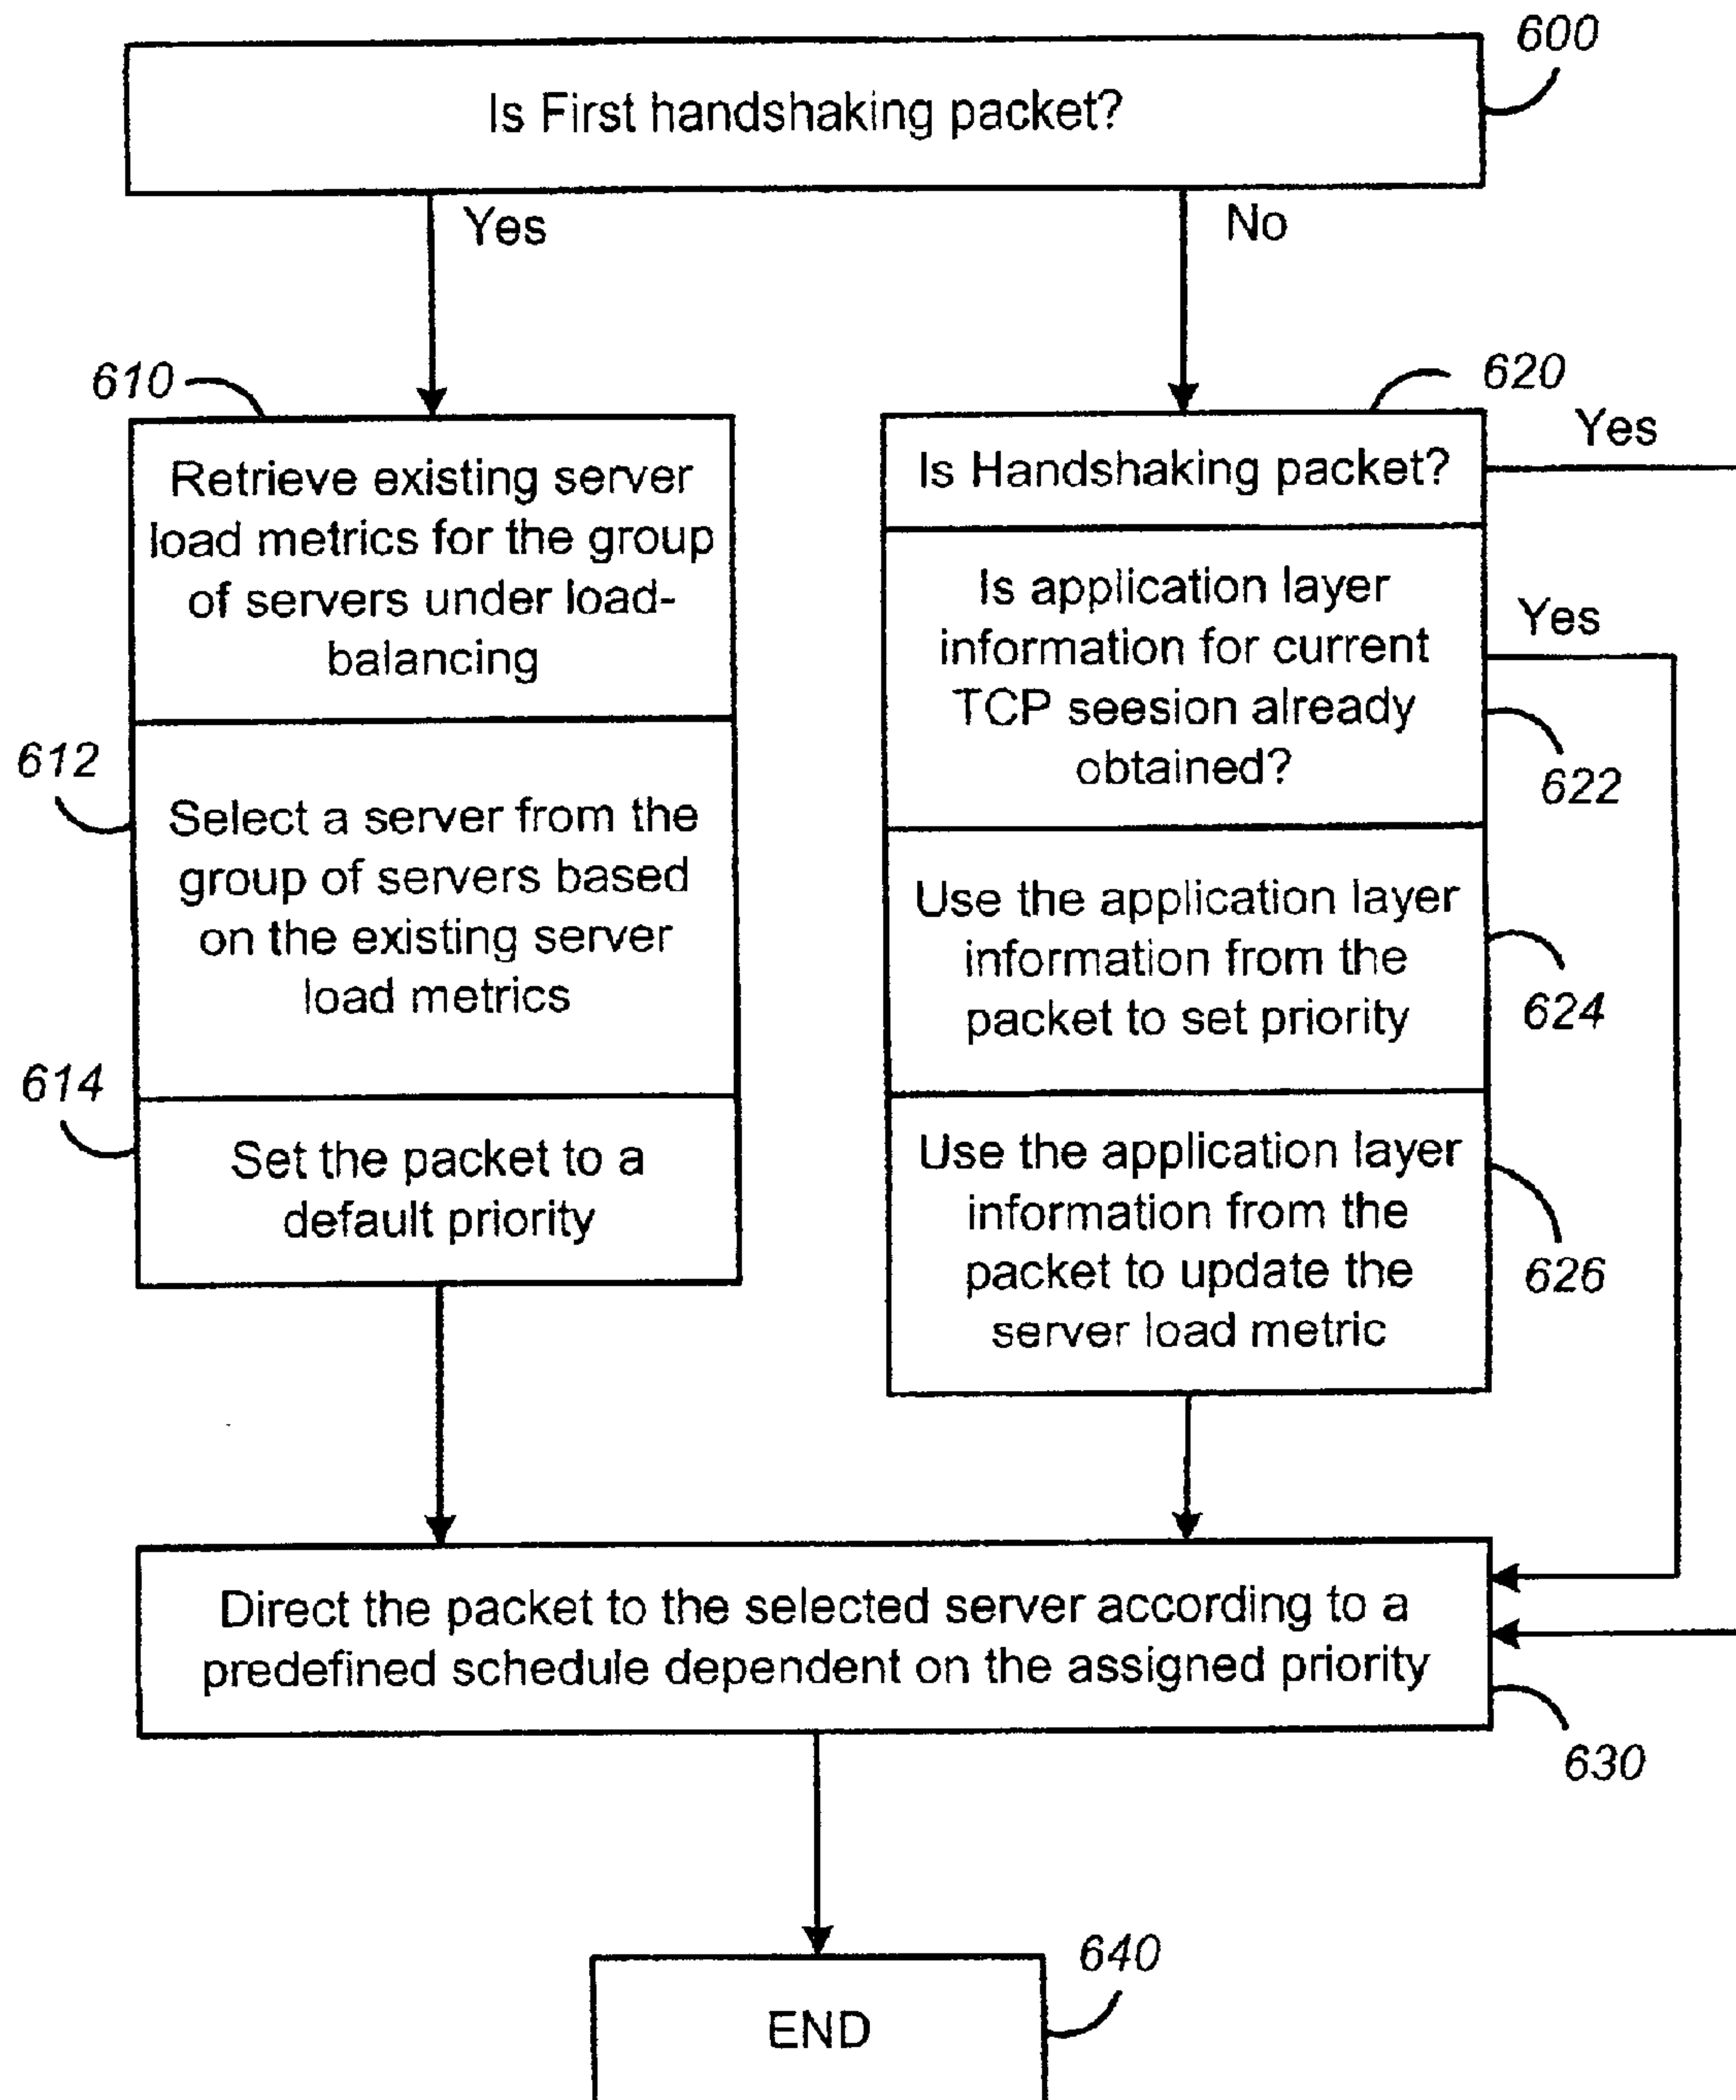 600
Is First handshaking packet?
Yes
No
610
Retrieve existing server
load metrics for the group
of servers under load-
balancing
612
Select a server from the
group of servers based
on the existing server
load metrics
614
Set the packet to a
default priority
620
Is Handshaking packet?
Yes
Is application layer
information for current
TCP seesion already
obtained?
Yes
622
Use the application layer
information from the
packet to set priority
624
Use the application layer
information from the
packet to update the
server load metric
626
Direct the packet to the selected server according to a
predefined schedule dependent on the assigned priority
630
640
END